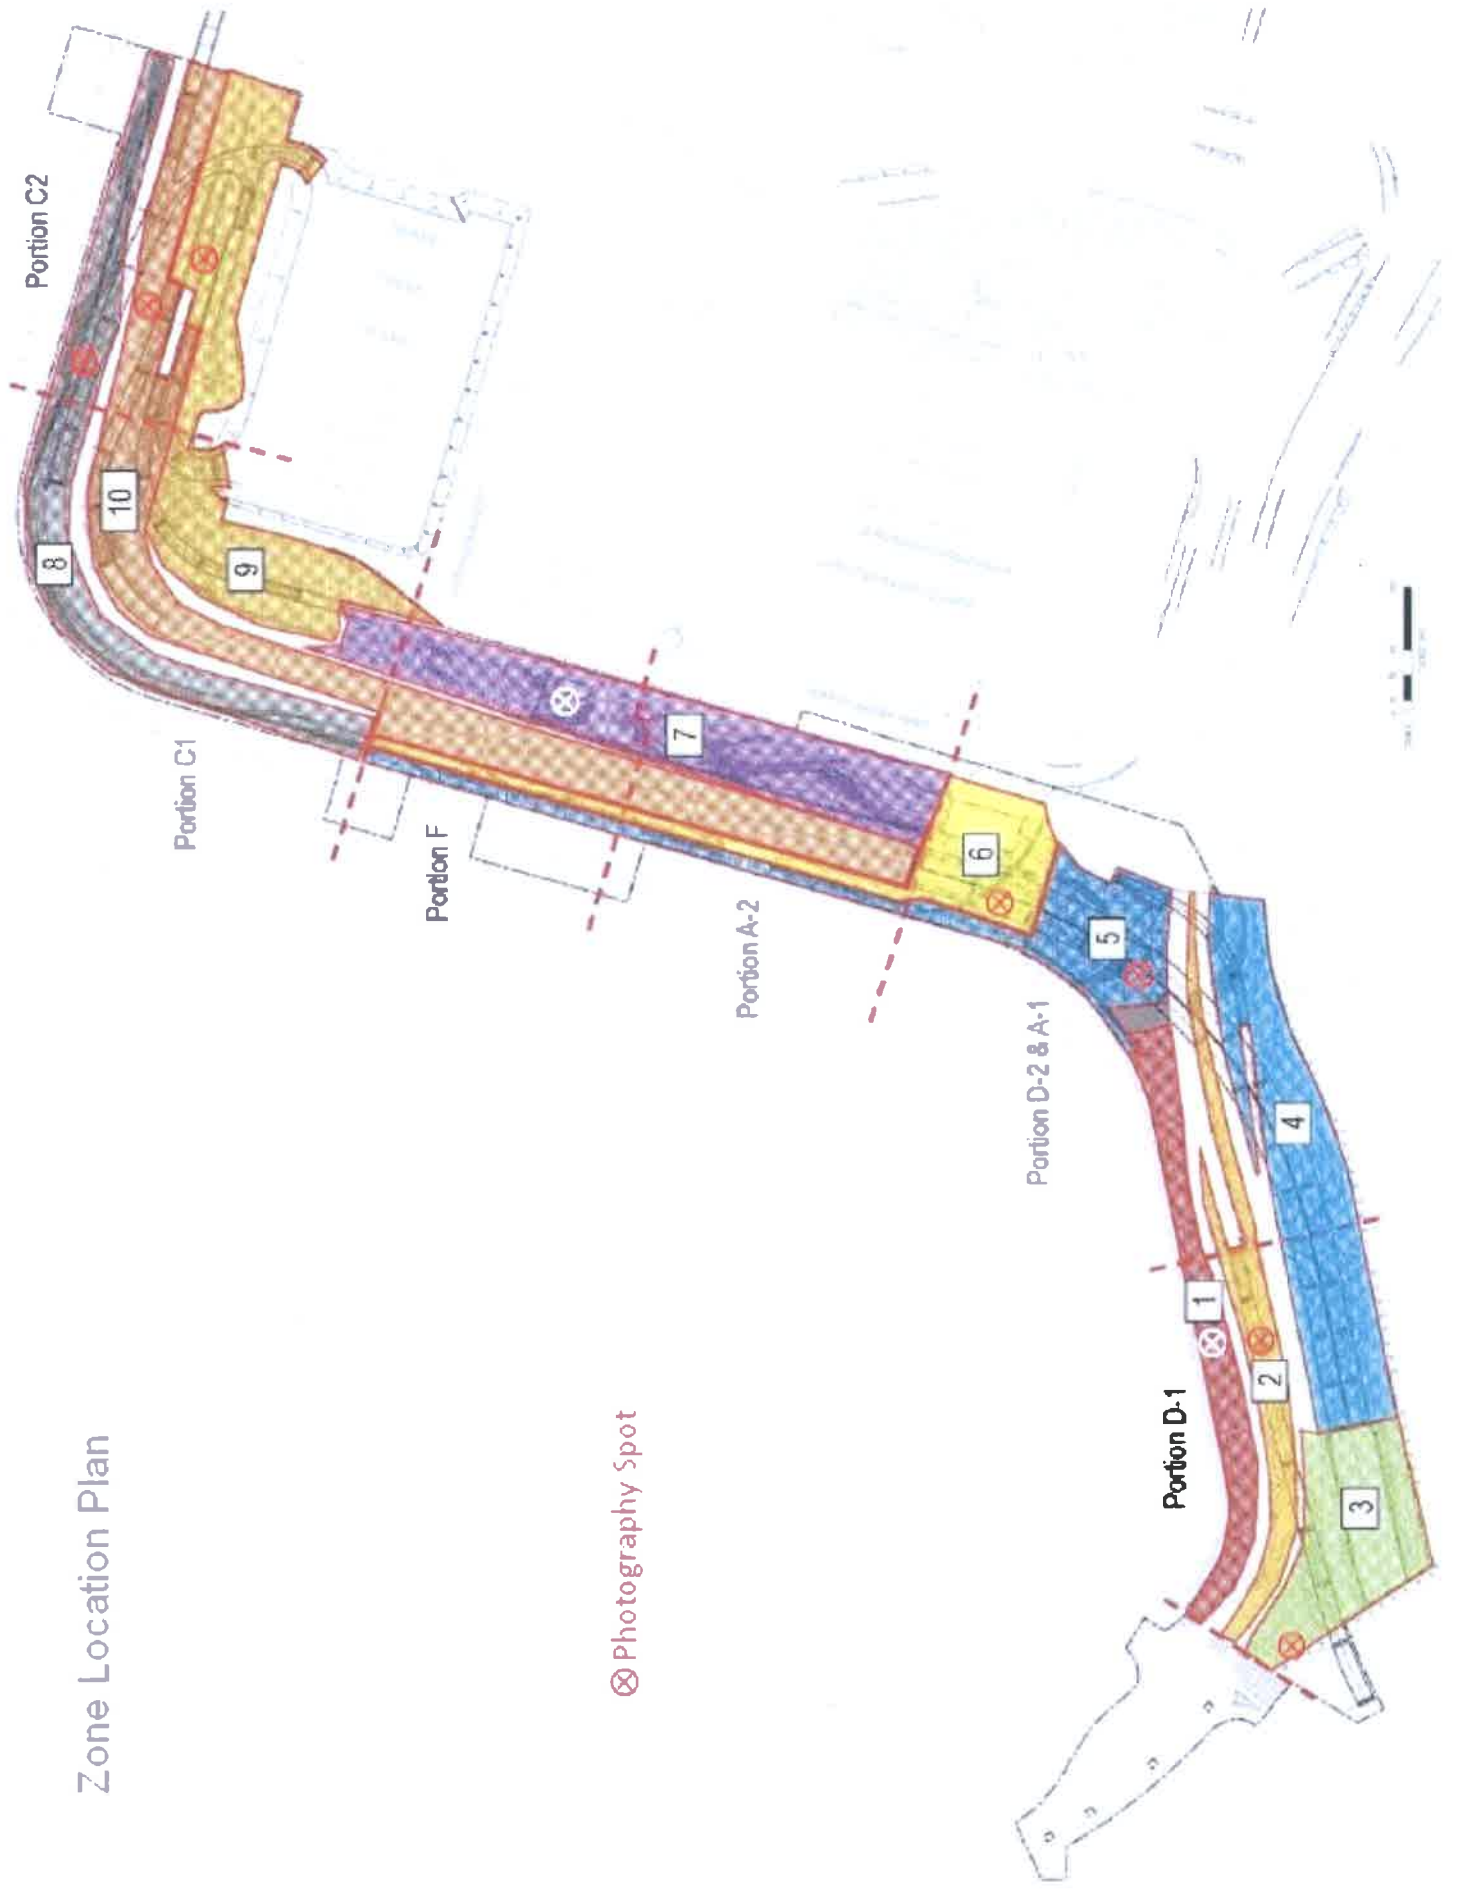 Zone Location Plan
⊗ Photography Spot
Portion D-1
Portion D-2 & A-1
Portion A-2
Portion F
Portion C1
Portion C2
1
2
3
4
5
6
7
8
9
10